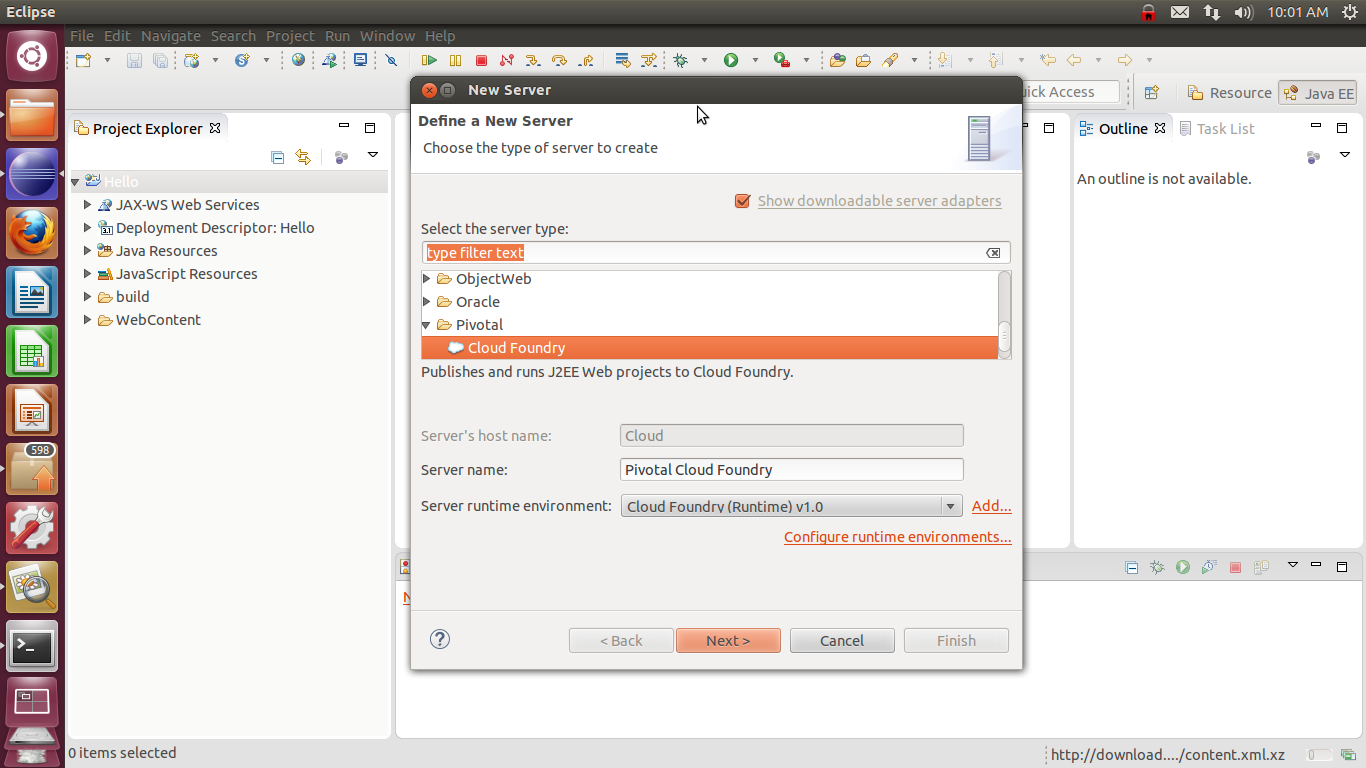 Eclipse
10:01 AM
File Edit Navigate Search Project Run Window Help
New Server
Quick Access
Resource
Java EE
Project Explorer
Define a New Server
Choose the type of server to create
Outline
Task List
Hello
JAX-WS Web Services
Deployment Descriptor: Hello
Java Resources
JavaScript Resources
build
WebContent
An outline is not available.
Show downloadable server adapters
Select the server type:
type filter text
ObjectWeb
Oracle
Pivotal
Cloud Foundry
Publishes and runs J2EE Web projects to Cloud Foundry.
Server's host name:
Cloud
Server name:
Pivotal Cloud Foundry
Server runtime environment:
Cloud Foundry (Runtime) v1.0
Add...
Configure runtime environments...
598
< Back
Next >
Cancel
Finish
0 items selected
http://download..../content.xml.xz